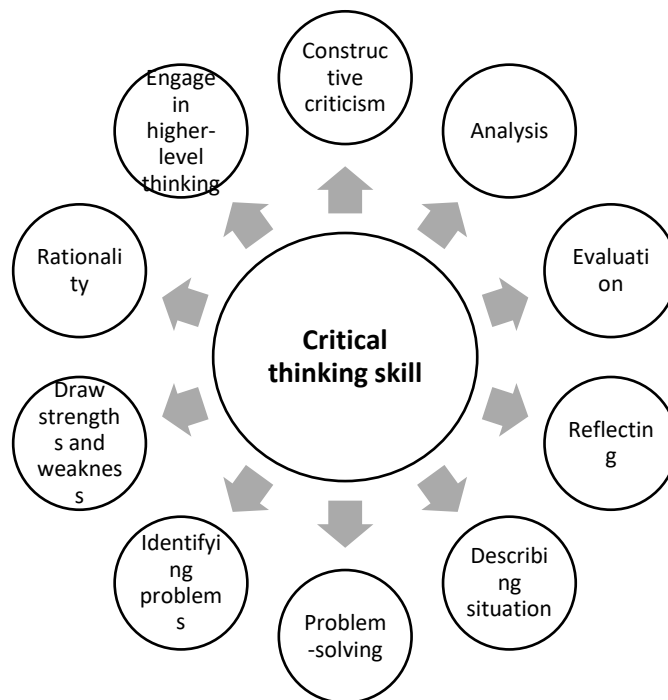 Construc
tive
criticism
Analysis
Evaluati
on
Reflectin
g
Describi
ng
situation
Problem
-solving
Identifyi
ng
problem
s
Draw
strength
s and
weaknes
s
Rationali
ty
Engage
in
higher-
level
thinking
Critical
thinking skill